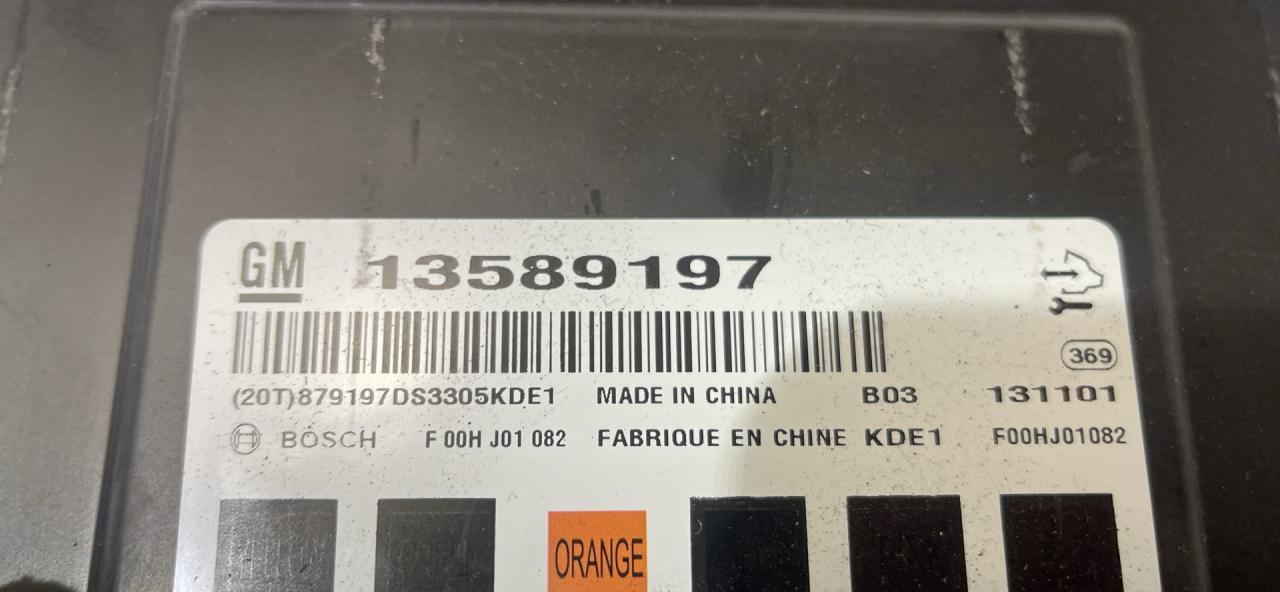 GM 13589197
369
(20T)879197DS3305KDE1 MADE IN CHINA B03 131101
BOSCH F 00H J01 082 FABRIQUE EN CHINE KDE1 F00HJ01082
ORANGE